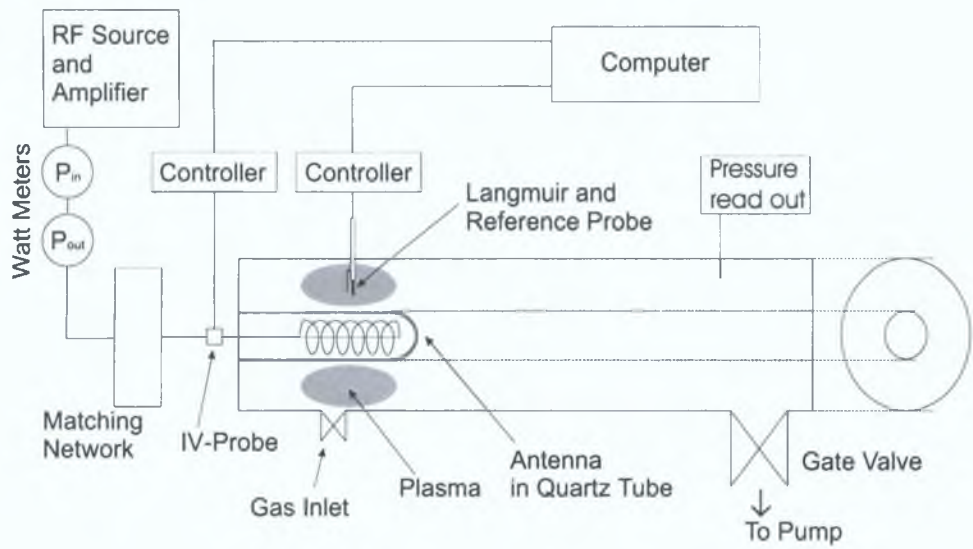 RF Source
and
Amplifier
Computer
Watt Meters
Pin
Pout
Controller
Controller
Pressure
read out
Langmuir and
Reference Probe
Matching
Network
IV-Probe
Gas Inlet
Plasma
Antenna
in Quartz Tube
Gate Valve
To Pump